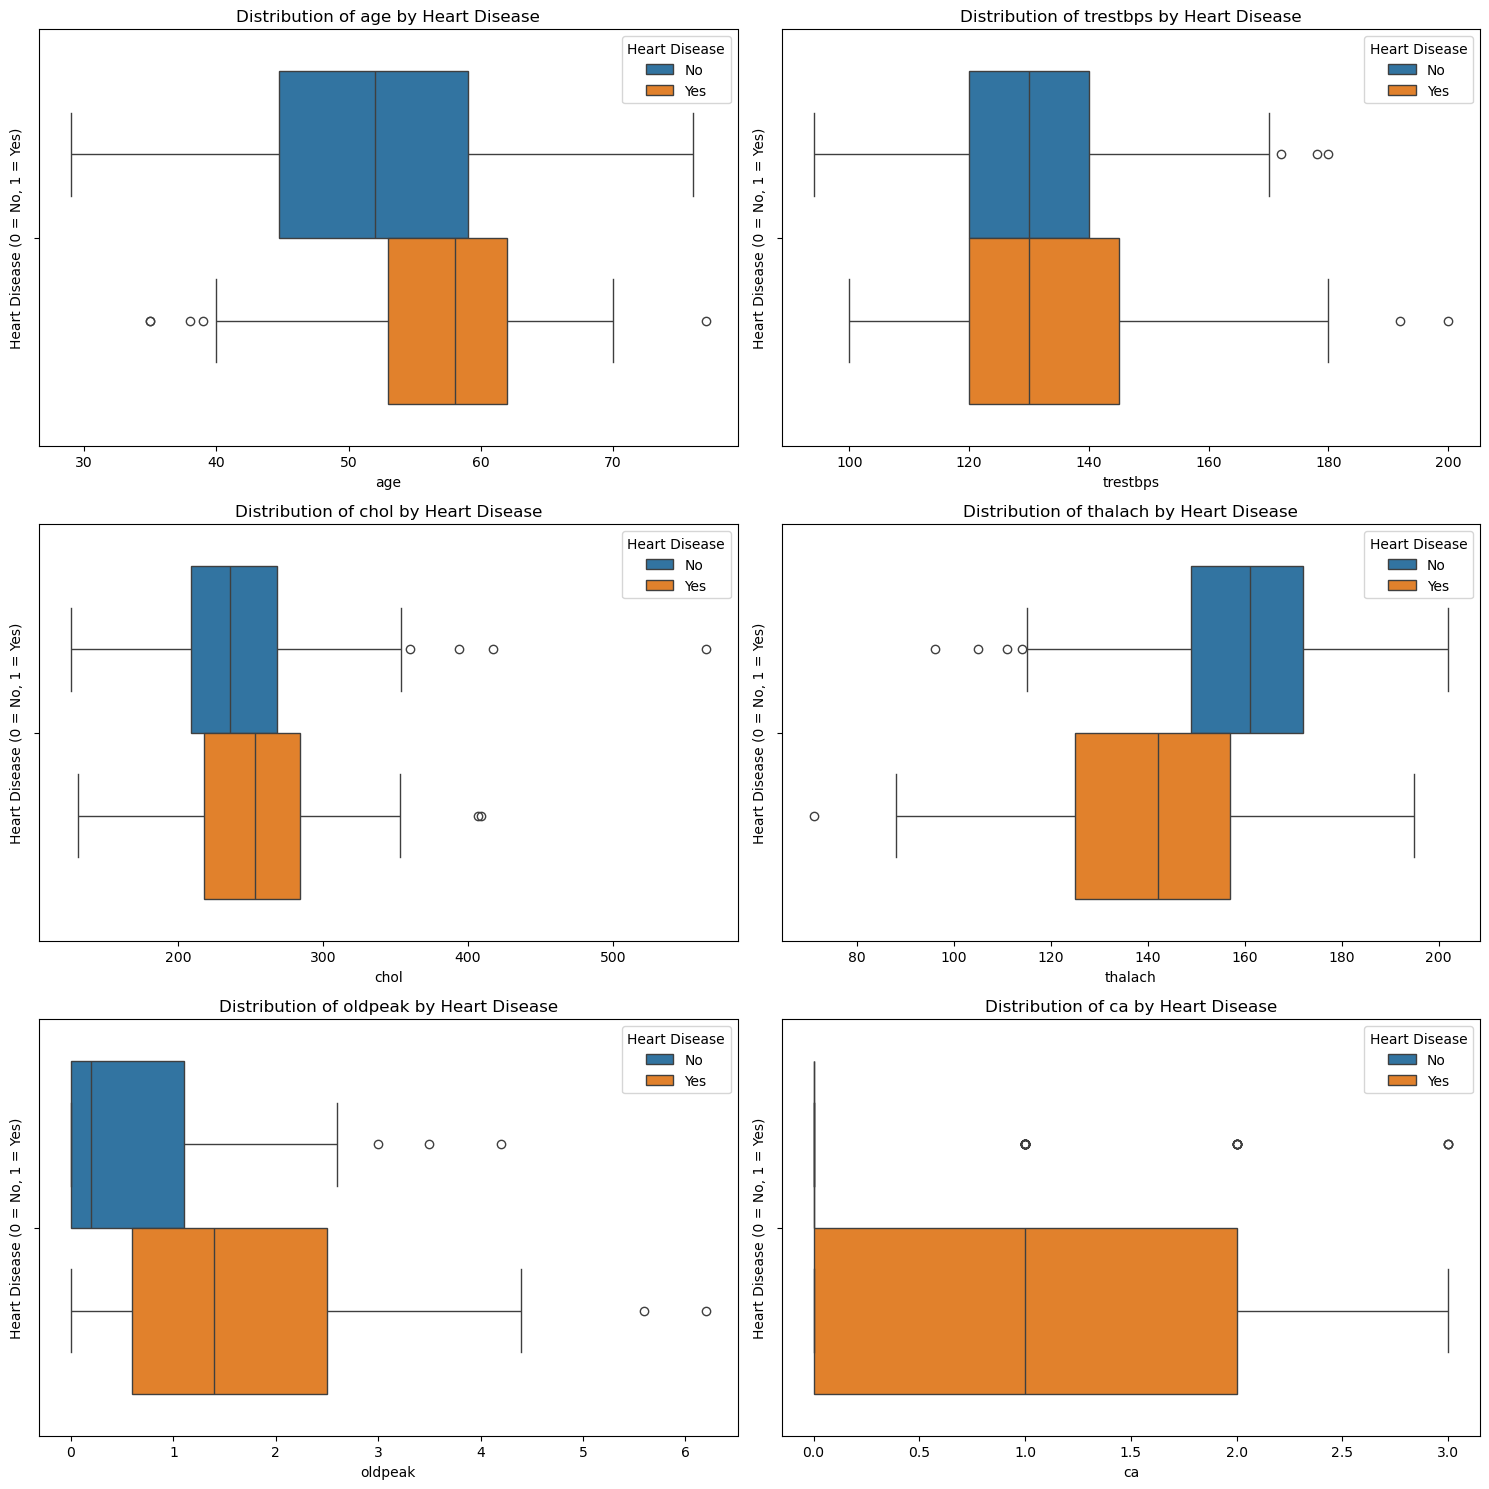 Distribution of age by Heart Disease
Heart Disease (0 = No, 1 = Yes)
Heart Disease
No
Yes
30 40 50 60 70
age
Distribution of trestbps by Heart Disease
Heart Disease (0 = No, 1 = Yes)
Heart Disease
No
Yes
100 120 140 160 180 200
trestbps
Distribution of chol by Heart Disease
Heart Disease (0 = No, 1 = Yes)
Heart Disease
No
Yes
200 300 400 500
chol
Distribution of thalach by Heart Disease
Heart Disease (0 = No, 1 = Yes)
Heart Disease
No
Yes
80 100 120 140 160 180 200
thalach
Distribution of oldpeak by Heart Disease
Heart Disease (0 = No, 1 = Yes)
Heart Disease
No
Yes
0 1 2 3 4 5 6
oldpeak
Distribution of ca by Heart Disease
Heart Disease (0 = No, 1 = Yes)
Heart Disease
No
Yes
0.0 0.5 1.0 1.5 2.0 2.5 3.0
ca